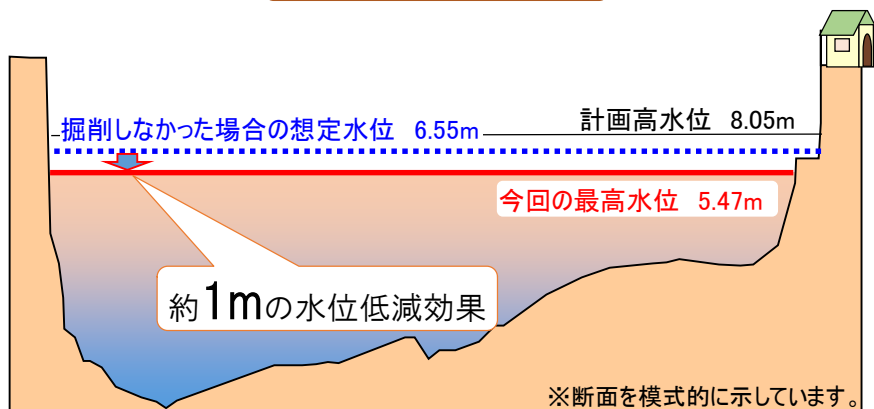 掘削しなかった場合の想定水位 6.55m
計画高水位 8.05m
今回の最高水位 5.47m
約1mの水位低減効果
※断面を模式的に示しています。